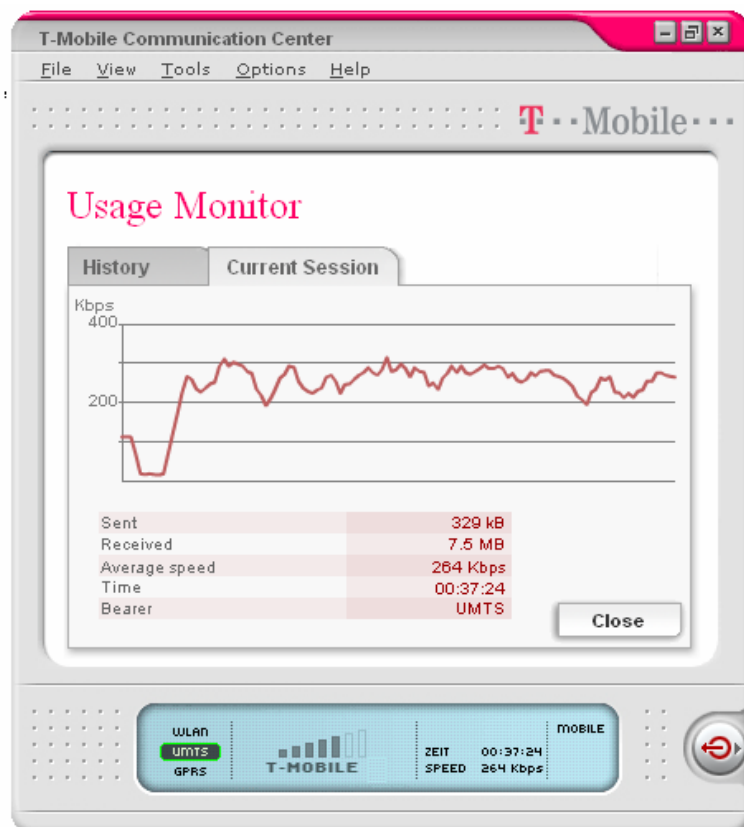 T-Mobile Communication Center
File View Tools Options Help
T··Mobile···
Usage Monitor
History Current Session
Kbps
400
200
Sent 329 kB
Received 7.5 MB
Average speed 264 Kbps
Time 00:37:24
Bearer UMTS
Close
WLAN
UMTS
GPRS
T-MOBILE
MOBILE
ZEIT 00:37:24
SPEED 264 Kbps